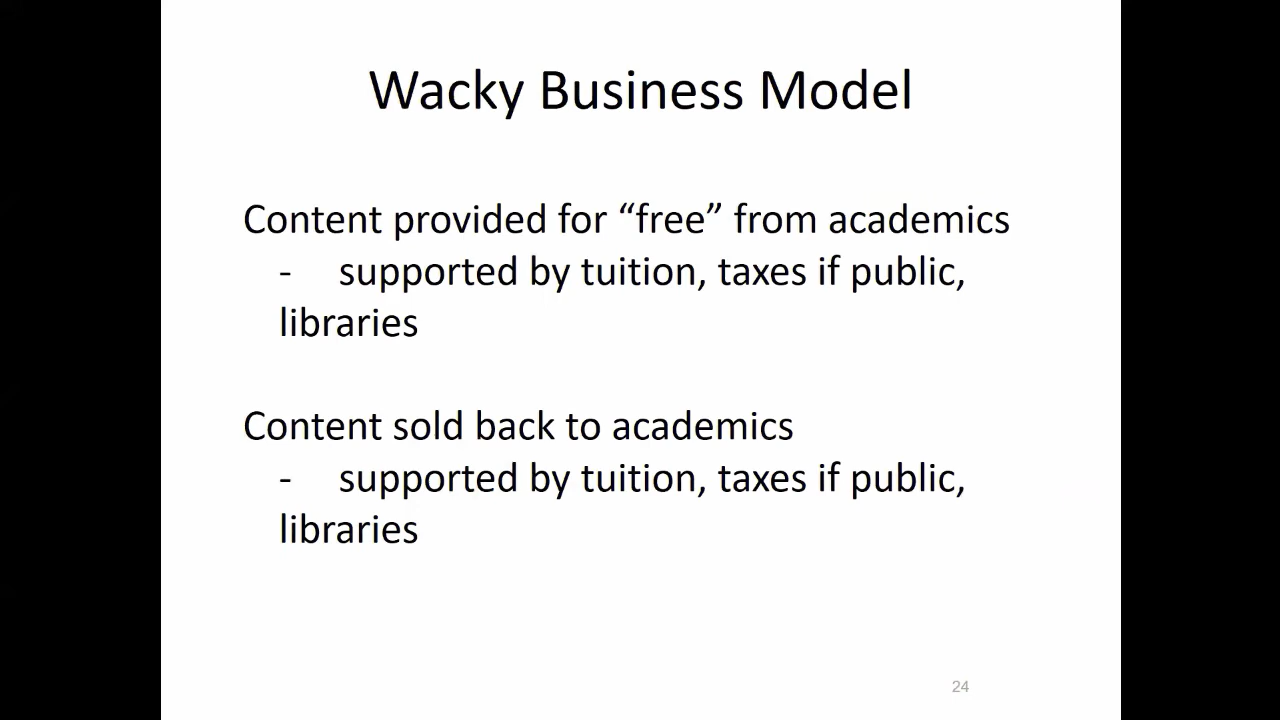 Wacky Business Model
Content provided for “free” from academics
- supported by tuition, taxes if public,
libraries
Content sold back to academics
- supported by tuition, taxes if public,
libraries
24